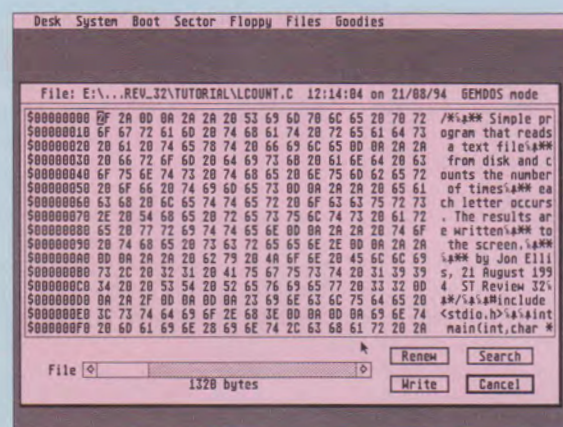 Desk System Boot Sector Floppy Files Goodies
File: E:\...REV_32\TUTORIAL\LCOUNT.C 12:14:04 on 21/08/94 GEMDOS mode
$00000000 2F 2A 0D 0A 2A 2A 20 53 69 6D 70 6C 65 20 70 72 /*␍␊** Simple pr
$00000010 6F 67 72 61 6D 20 74 68 61 74 20 72 65 61 64 73 ogram that reads
$00000020 20 61 20 74 65 78 74 20 66 69 6C 65 0D 0A 2A 2A a text file␍␊**
$00000030 20 66 72 6F 6D 20 64 69 73 6B 20 61 6E 64 20 63 from disk and c
$00000040 6F 75 6E 74 73 20 74 68 65 20 6E 75 6D 62 65 72 ounts the number
$00000050 20 6F 66 20 74 69 6D 65 73 0D 0A 2A 2A 20 65 61 of times␍␊** ea
$00000060 63 68 20 6C 65 74 74 65 72 20 6F 63 63 75 72 73 ch letter occurs
$00000070 2E 20 54 68 65 20 72 65 73 75 6C 74 73 20 61 72 . The results ar
$00000080 65 20 77 72 69 74 74 65 6E 0D 0A 2A 2A 20 74 6F e written␍␊** to
$00000090 20 74 68 65 20 73 63 72 65 65 6E 2E 0D 0A 2A 2A the screen.␍␊**
$000000A0 0D 0A 2A 2A 20 62 79 20 4A 6F 6E 20 45 6C 6C 69 ␍␊** by Jon Elli
$000000B0 73 2C 20 32 31 20 41 75 67 75 73 74 20 31 39 39 s, 21 August 199
$000000C0 34 20 20 53 54 20 52 65 76 69 65 77 20 33 32 0D 4  ST Review 32␍
$000000D0 0A 2A 2F 0D 0A 0D 0A 23 69 6E 63 6C 75 64 65 20 ␊*/␍␊␍␊#include
$000000E0 3C 73 74 64 69 6F 2E 68 3E 0D 0A 0D 0A 69 6E 74 <stdio.h>␍␊␍␊int
$000000F0 20 6D 61 69 6E 28 69 6E 74 2C 63 68 61 72 20 2A main(int,char *
Renew Search
File
1320 bytes
Write Cancel